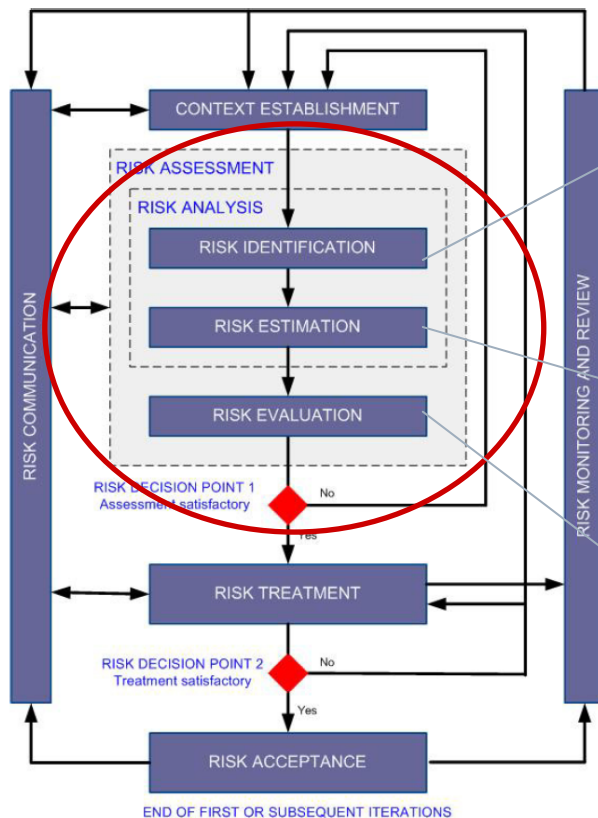 CONTEXT ESTABLISHMENT
RISK ASSESSMENT
RISK ANALYSIS
RISK IDENTIFICATION
RISK ESTIMATION
RISK EVALUATION
RISK COMMUNICATION
RISK MONITORING AND REVIEW
RISK DECISION POINT 1
Assessment satisfactory
No
Yes
RISK TREATMENT
RISK DECISION POINT 2
Treatment satisfactory
No
Yes
RISK ACCEPTANCE
END OF FIRST OR SUBSEQUENT ITERATIONS